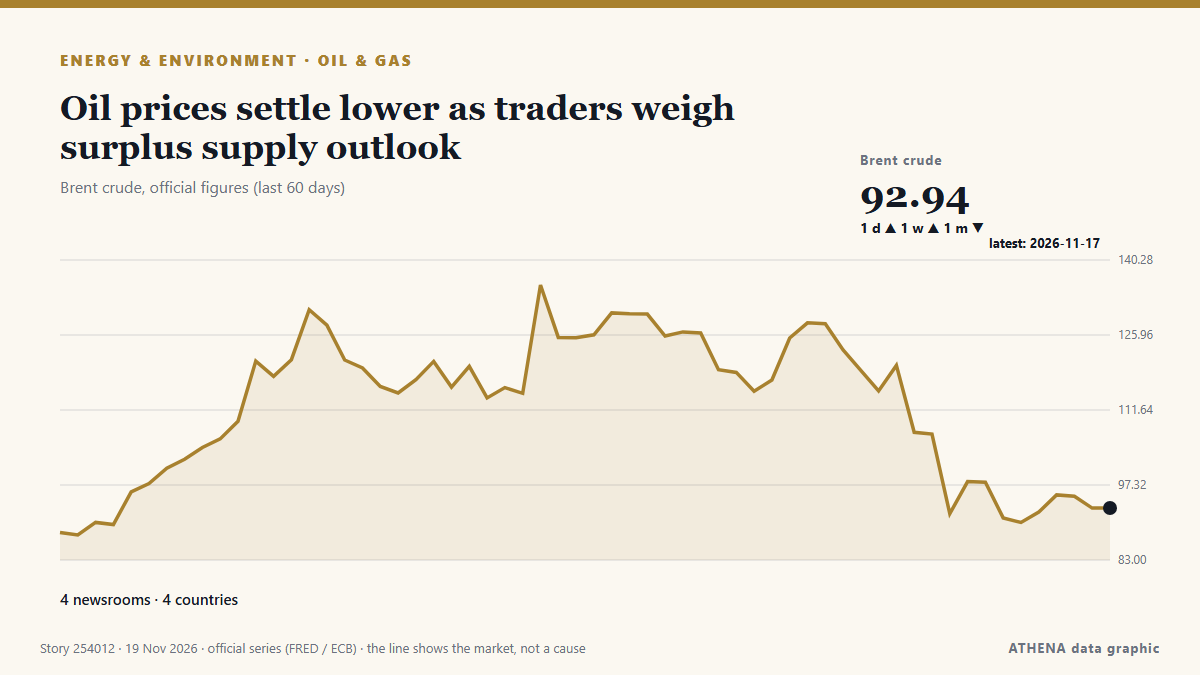 ENERGY & ENVIRONMENT · OIL & GAS
Oil prices settle lower as traders weigh
surplus supply outlook
Brent crude, official figures (last 60 days)
Brent crude
92.94
1 d ▲ 1 w ▲ 1 m ▼
latest: 2026-11-17
140.28
125.96
111.64
97.32
83.00
4 newsrooms · 4 countries
Story 254012 · 19 Nov 2026 · official series (FRED / ECB) · the line shows the market, not a cause
ATHENA data graphic